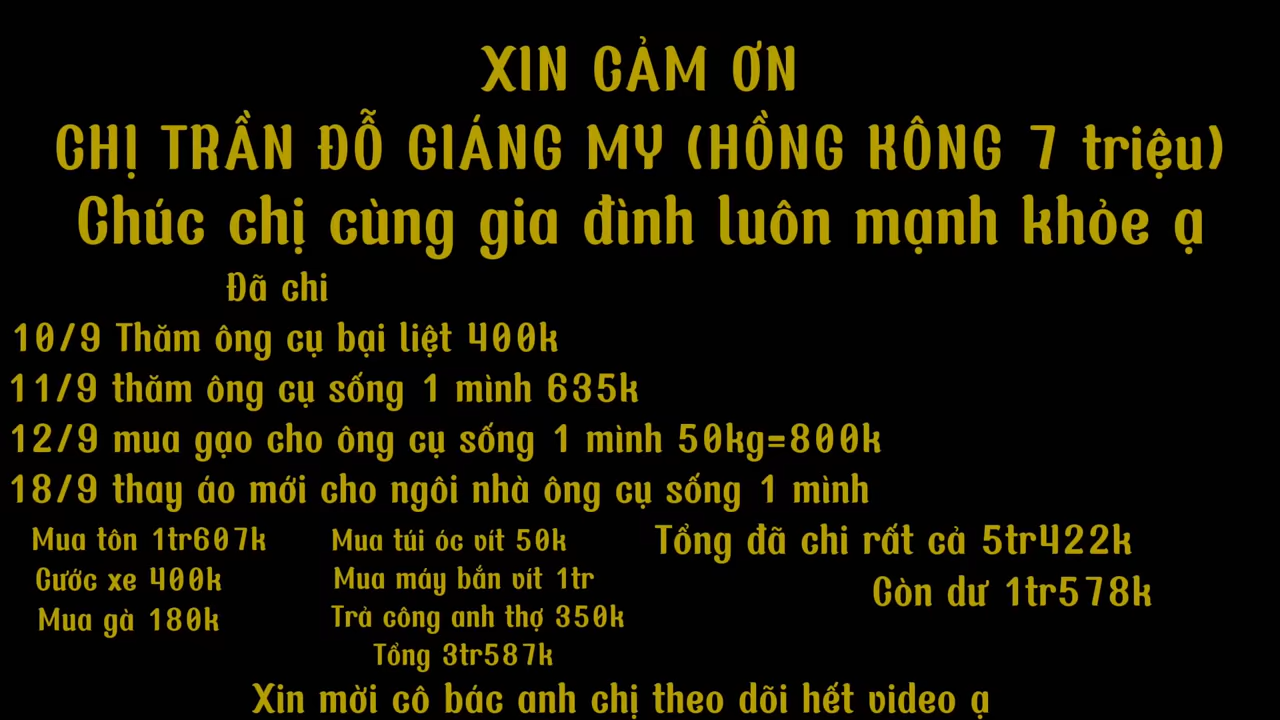 XIN CẢM ƠN
CHỊ TRẦN ĐỖ GIÁNG MY (HỒNG KÔNG 7 triệu)
Chúc chị cùng gia đình luôn mạnh khỏe ạ
Đã chi
10/9 Thăm ông cụ bại liệt 400k
11/9 thăm ông cụ sống 1 mình 635k
12/9 mua gạo cho ông cụ sống 1 mình 50kg=800k
18/9 thay áo mới cho ngôi nhà ông cụ sống 1 mình
Mua tôn 1tr607k
Cước xe 400k
Mua gà 180k
Mua túi óc vít 50k
Mua máy bắn vít 1tr
Trả công anh thợ 350k
Tổng 3tr587k
Tổng đã chi rất cả 5tr422k
Còn dư 1tr578k
Xin mời cô bác anh chị theo dõi hết video ạ